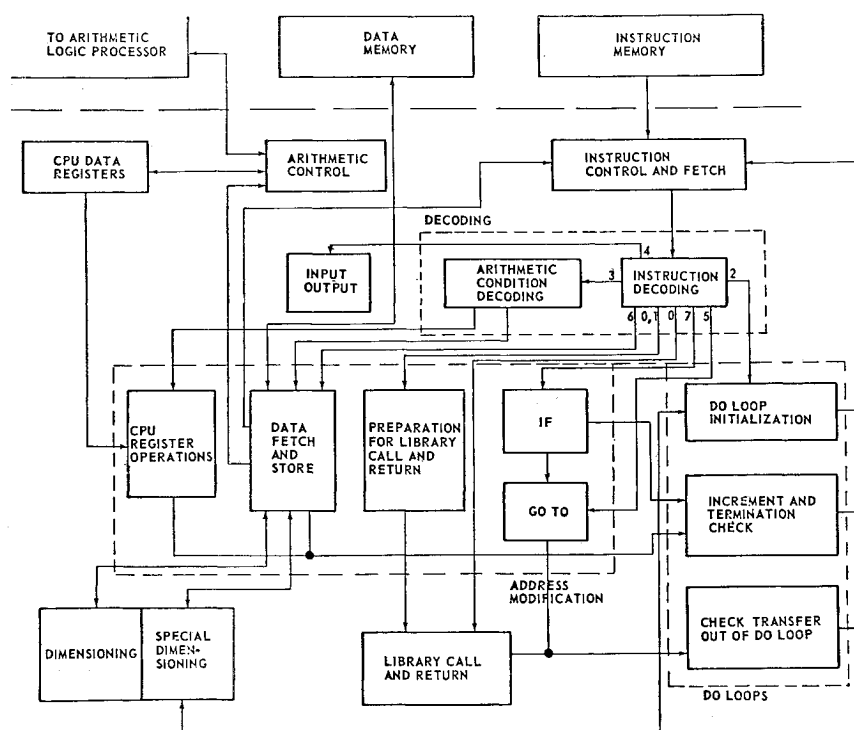 TO ARITHMETIC
LOGIC PROCESSOR
DATA
MEMORY
INSTRUCTION
MEMORY
CPU DATA
REGISTERS
ARITHMETIC
CONTROL
INSTRUCTION
CONTROL AND FETCH
DECODING
INPUT
OUTPUT
ARITHMETIC
CONDITION
DECODING
4
3
INSTRUCTION
DECODING
2
6 0,1 0 7 5
CPU
REGISTER
OPERATIONS
DATA
FETCH
AND
STORE
PREPARATION
FOR LIBRARY
CALL AND
RETURN
IF
GO TO
DO LOOP
INITIALIZATION
INCREMENT AND
TERMINATION
CHECK
ADDRESS
MODIFICATION
DIMENSIONING
SPECIAL
DIMEN-
SIONING
LIBRARY CALL
AND RETURN
CHECK TRANSFER
OUT OF DO LOOP
DO LOOPS